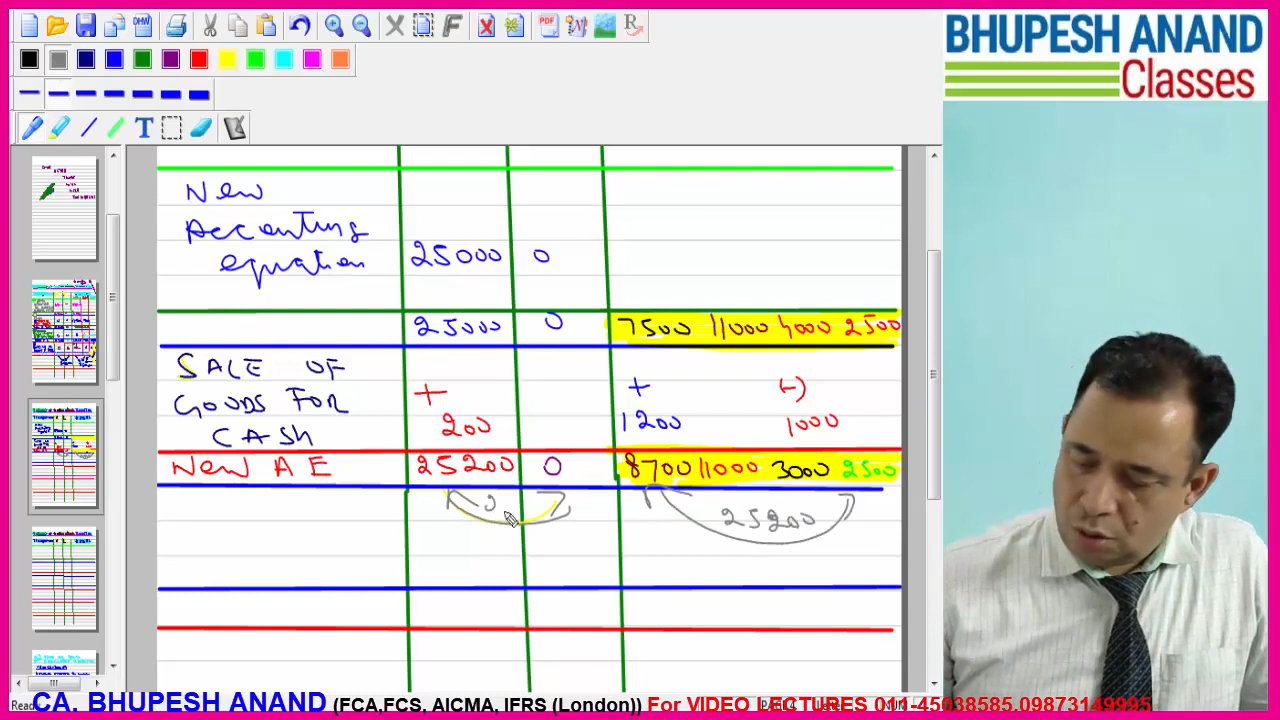 BHUPESH ANAND
Classes
New
Accounting
equation 25000 0
25000 0 7500 11000 4000 2500
SALE OF
GOODS FOR + + (-)
CASH 200 1200 1000
New A E 25200 0 8700 11000 3000 2500
25200
CA. BHUPESH ANAND (FCA,FCS, AICMA, IFRS (London)) For VIDEO LECTURES 011-45038585,09873149995